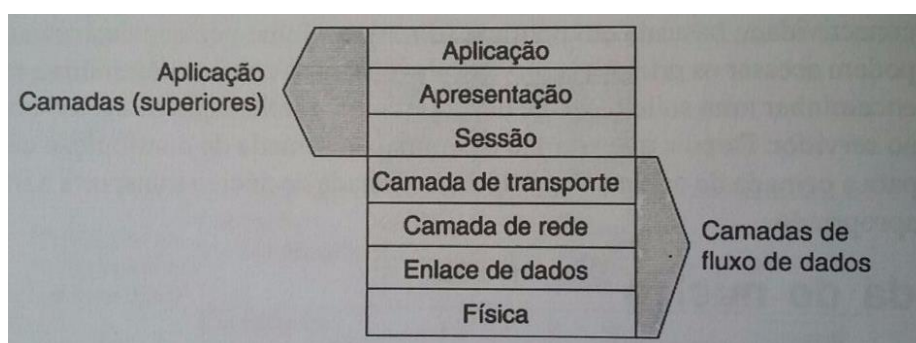 Aplicação
Camadas (superiores)
Aplicação
Apresentação
Sessão
Camada de transporte
Camada de rede
Enlace de dados
Física
Camadas de
fluxo de dados